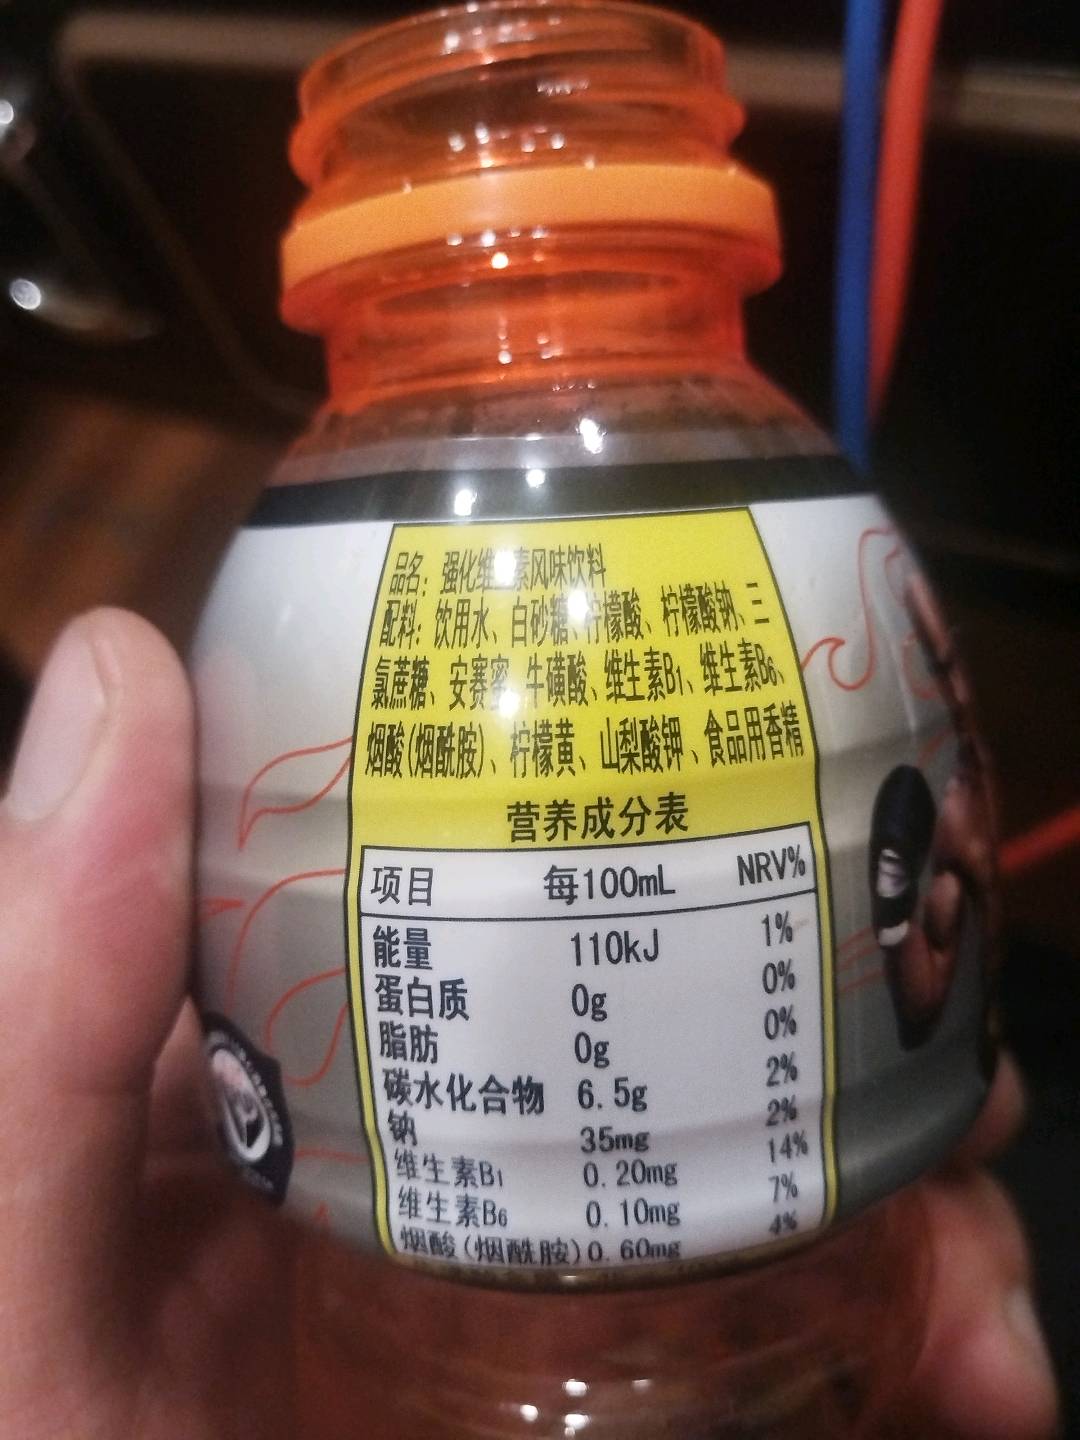 品名：强化维生素风味饮料
配料：饮用水、白砂糖、柠檬酸、柠檬酸钠、三
氯蔗糖、安赛蜜、牛磺酸、维生素B1、维生素B6、
烟酸(烟酰胺)、柠檬黄、山梨酸钾、食品用香精
营养成分表
项目 每100mL NRV%
能量 110kJ 1%
蛋白质 0g 0%
脂肪 0g 0%
碳水化合物 6.5g 2%
钠 35mg 2%
维生素B1 0.20mg 14%
维生素B6 0.10mg 7%
烟酸(烟酰胺) 0.60mg 4%